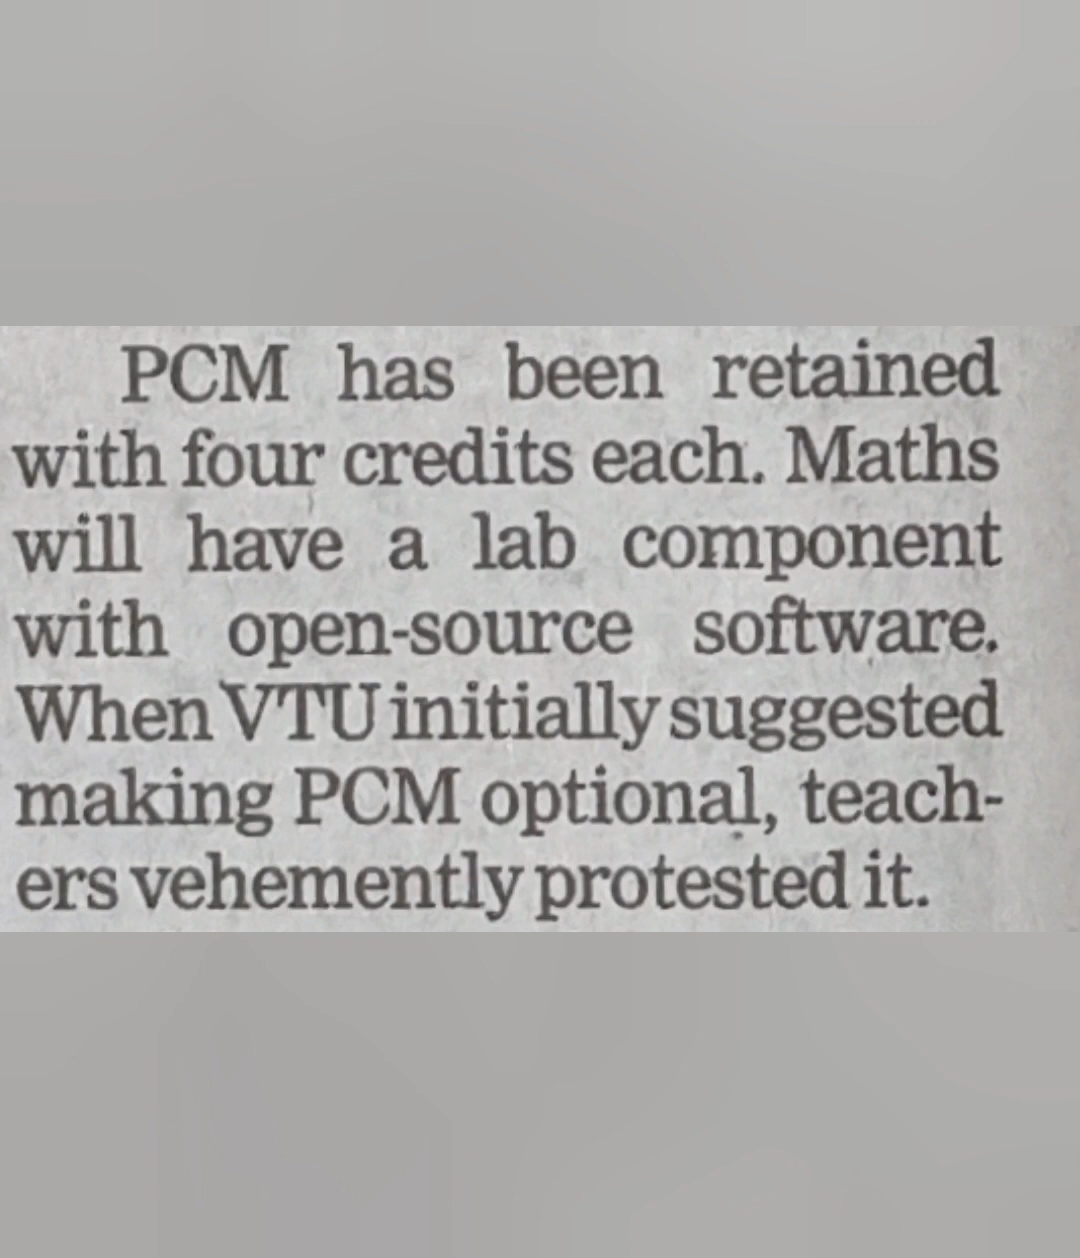 PCM has been retained
with four credits each. Maths
will have a lab component
with open-source software.
When VTU initially suggested
making PCM optional, teach-
ers vehemently protested it.